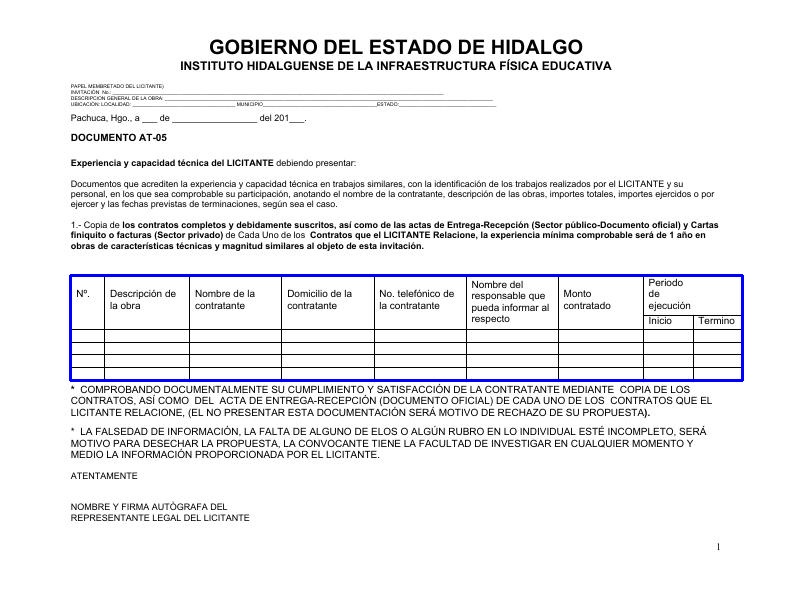 GOBIERNO DEL ESTADO DE HIDALGO
INSTITUTO HIDALGUENSE DE LA INFRAESTRUCTURA FÍSICA EDUCATIVA
PAPEL MEMBRETADO DEL LICITANTE)
INVITACIÓN No.: ____________
DESCRIPCION GENERAL DE LA OBRA: ____________
UBICACIÓN: LOCALIDAD: ____________ MUNICIPIO____________ESTADO:____________
Pachuca, Hgo., a ___ de ________________ del 201___.
DOCUMENTO AT-05
Experiencia y capacidad técnica del LICITANTE debiendo presentar:
Documentos que acrediten la experiencia y capacidad técnica en trabajos similares, con la identificación de los trabajos realizados por el LICITANTE y su
personal, en los que sea comprobable su participación, anotando el nombre de la contratante, descripción de las obras, importes totales, importes ejercidos o por
ejercer y las fechas previstas de terminaciones, según sea el caso.
1.- Copia de los contratos completos y debidamente suscritos, así como de las actas de Entrega-Recepción (Sector público-Documento oficial) y Cartas
finiquito o facturas (Sector privado) de Cada Uno de los Contratos que el LICITANTE Relacione, la experiencia mínima comprobable será de 1 año en
obras de características técnicas y magnitud similares al objeto de esta invitación.
Nº.
Descripción de
la obra
Nombre de la
contratante
Domicilio de la
contratante
No. telefónico de
la contratante
Nombre del
responsable que
pueda informar al
respecto
Monto
contratado
Periodo
de
ejecución
Inicio
Termino
* COMPROBANDO DOCUMENTALMENTE SU CUMPLIMIENTO Y SATISFACCIÓN DE LA CONTRATANTE MEDIANTE COPIA DE LOS
CONTRATOS, ASÍ COMO DEL ACTA DE ENTREGA-RECEPCIÓN (DOCUMENTO OFICIAL) DE CADA UNO DE LOS CONTRATOS QUE EL
LICITANTE RELACIONE, (EL NO PRESENTAR ESTA DOCUMENTACIÓN SERÁ MOTIVO DE RECHAZO DE SU PROPUESTA).
* LA FALSEDAD DE INFORMACIÓN, LA FALTA DE ALGUNO DE ELOS O ALGÚN RUBRO EN LO INDIVIDUAL ESTÉ INCOMPLETO, SERÁ
MOTIVO PARA DESECHAR LA PROPUESTA, LA CONVOCANTE TIENE LA FACULTAD DE INVESTIGAR EN CUALQUIER MOMENTO Y
MEDIO LA INFORMACIÓN PROPORCIONADA POR EL LICITANTE.
ATENTAMENTE
NOMBRE Y FIRMA AUTÓGRAFA DEL
REPRESENTANTE LEGAL DEL LICITANTE
1